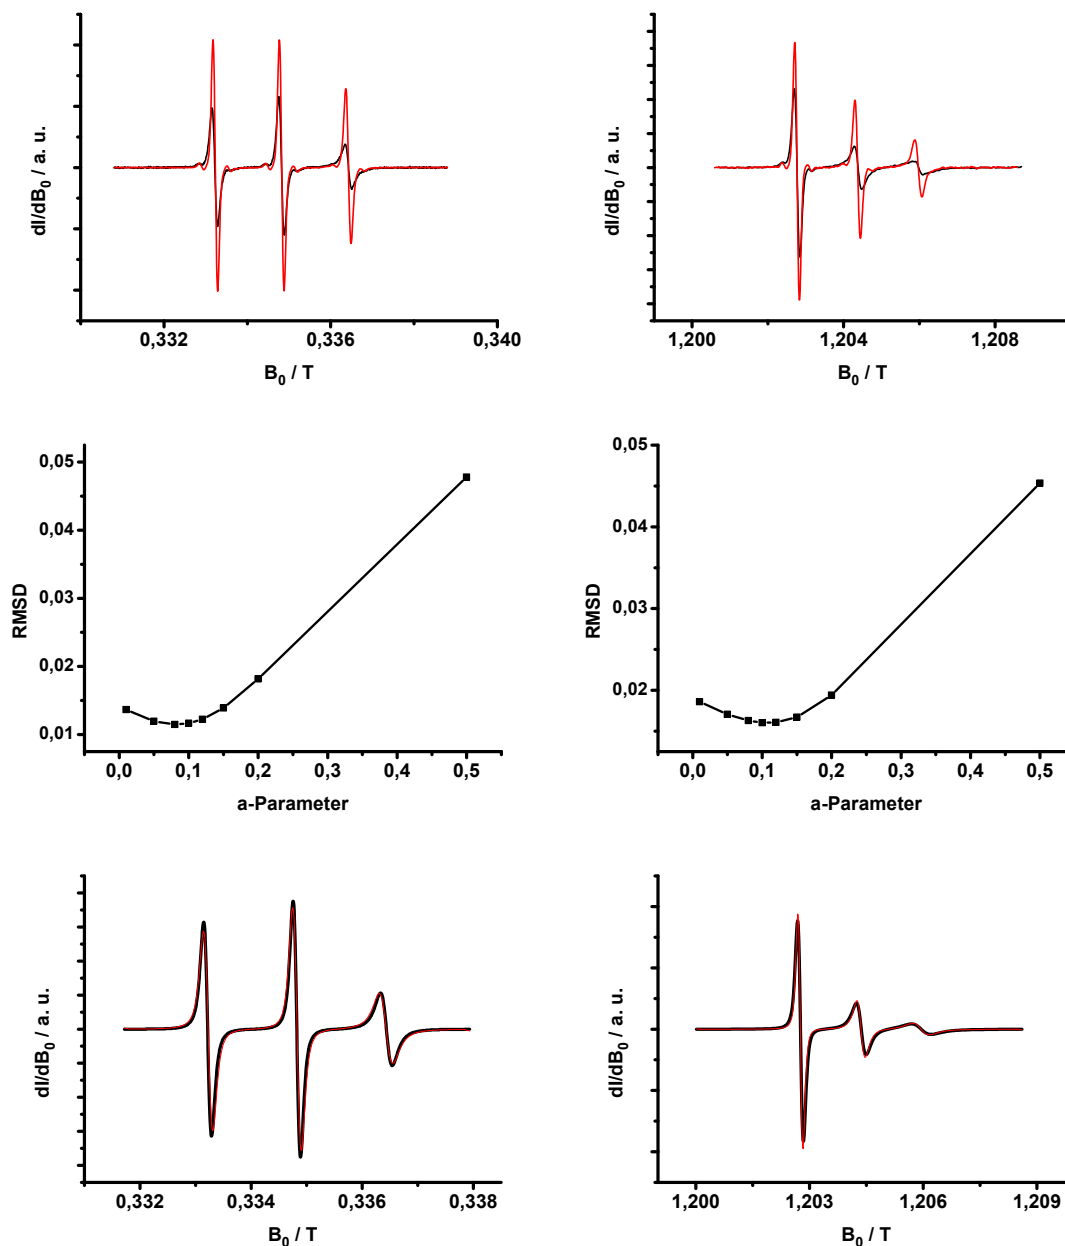 dI/dB0 / a. u.
0,332 0,336 0,340
B0 / T
dI/dB0 / a. u.
1,200 1,204 1,208
B0 / T
RMSD
0,05
0,04
0,03
0,02
0,01
0,0 0,1 0,2 0,3 0,4 0,5
a-Parameter
RMSD
0,05
0,04
0,03
0,02
0,0 0,1 0,2 0,3 0,4 0,5
a-Parameter
dI/dB0 / a. u.
0,332 0,334 0,336 0,338
B0 / T
dI/dB0 / a. u.
1,200 1,203 1,206 1,209
B0 / T